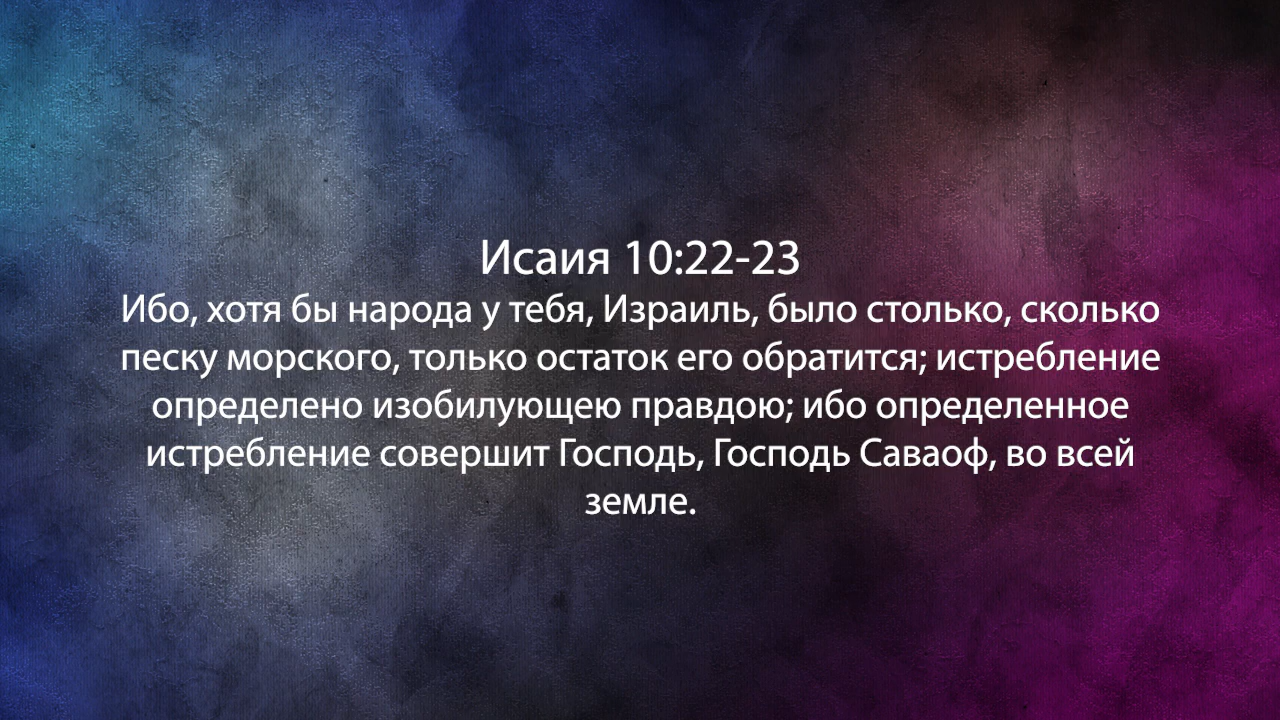 Исаия 10:22-23
Ибо, хотя бы народа у тебя, Израиль, было столько, сколько
песку морского, только остаток его обратится; истребление
определено изобилующею правдою; ибо определенное
истребление совершит Господь, Господь Саваоф, во всей
земле.